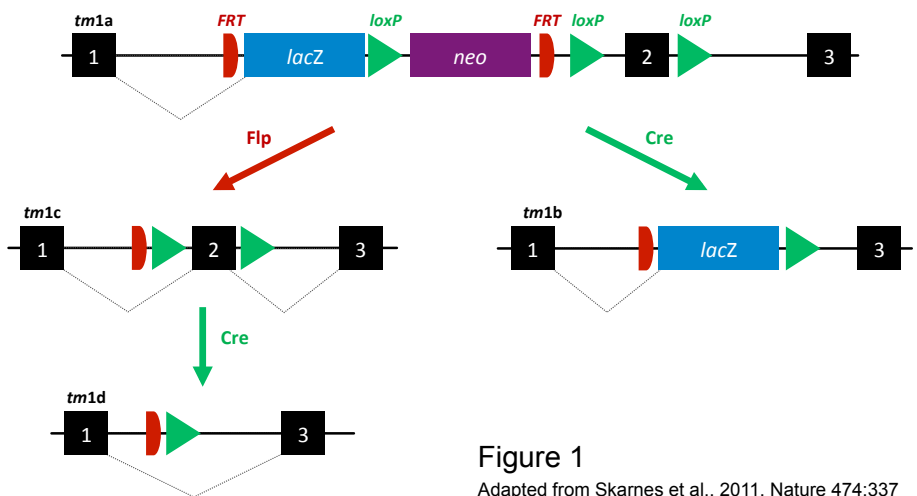 tm1a FRT loxP FRT loxP loxP
1 lacZ neo 2 3
Flp Cre
tm1c tm1b
1 2 3 1 lacZ 3
Cre
tm1d
1 3
Figure 1
Adapted from Skarnes et al., 2011, Nature 474:337